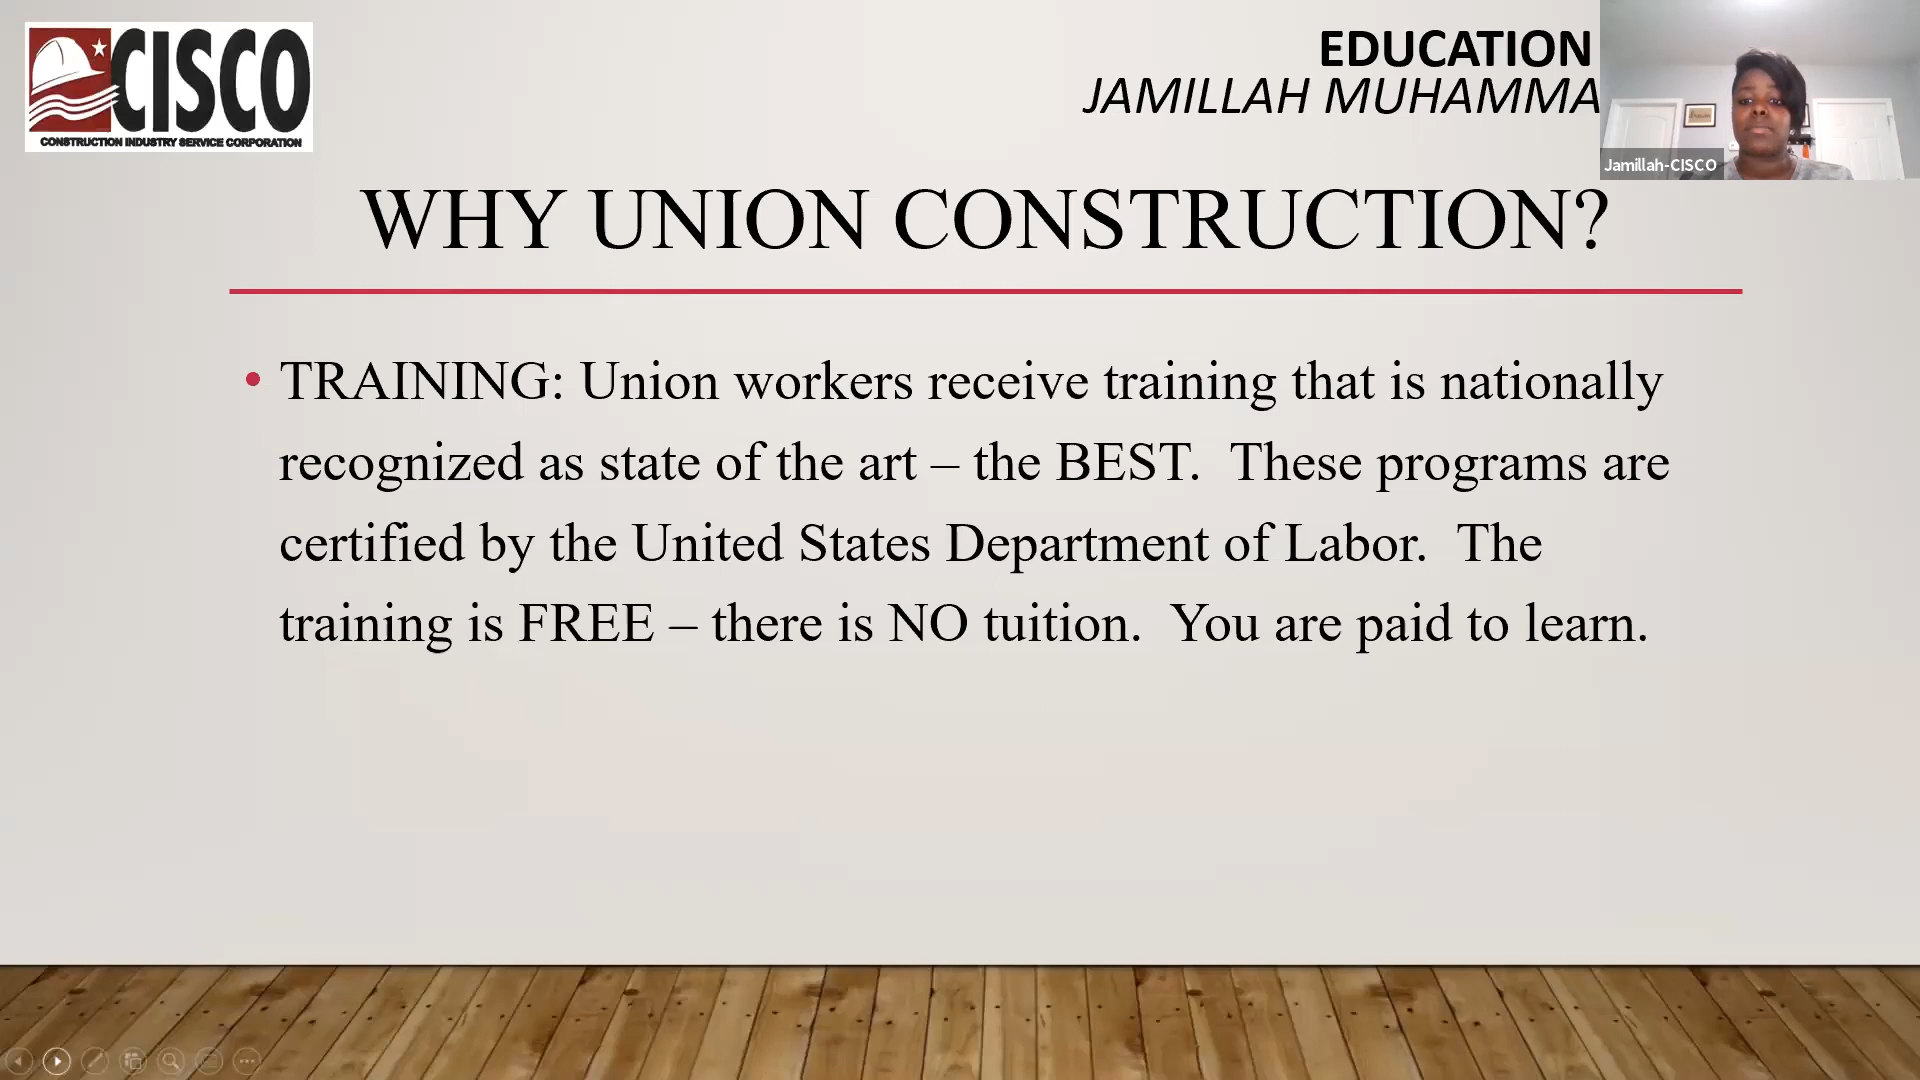 CISCO
CONSTRUCTION INDUSTRY SERVICE CORPORATION
EDUCATION
JAMILLAH MUHAMMA
Jamillah-CISCO
WHY UNION CONSTRUCTION?
• TRAINING: Union workers receive training that is nationally
recognized as state of the art – the BEST.  These programs are
certified by the United States Department of Labor.  The
training is FREE – there is NO tuition.  You are paid to learn.